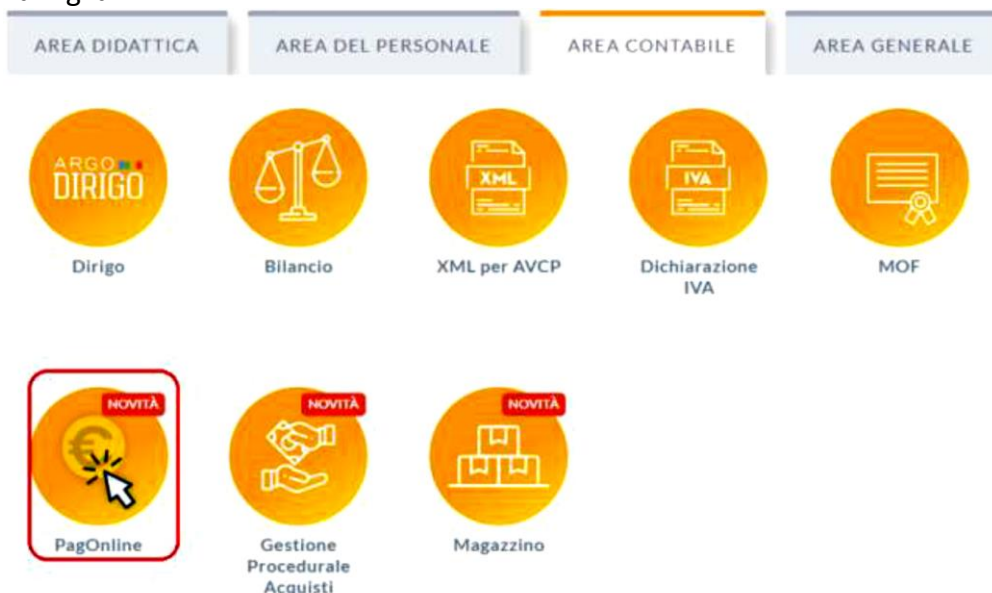 AREA DIDATTICA
AREA DEL PERSONALE
AREA CONTABILE
AREA GENERALE
ARGO
DIRIGO
XML
IVA
Dirigo
Bilancio
XML per AVCP
Dichiarazione
IVA
MOF
NOVITÀ
NOVITÀ
NOVITÀ
€
PagOnline
Gestione
Procedurale
Acquisti
Magazzino